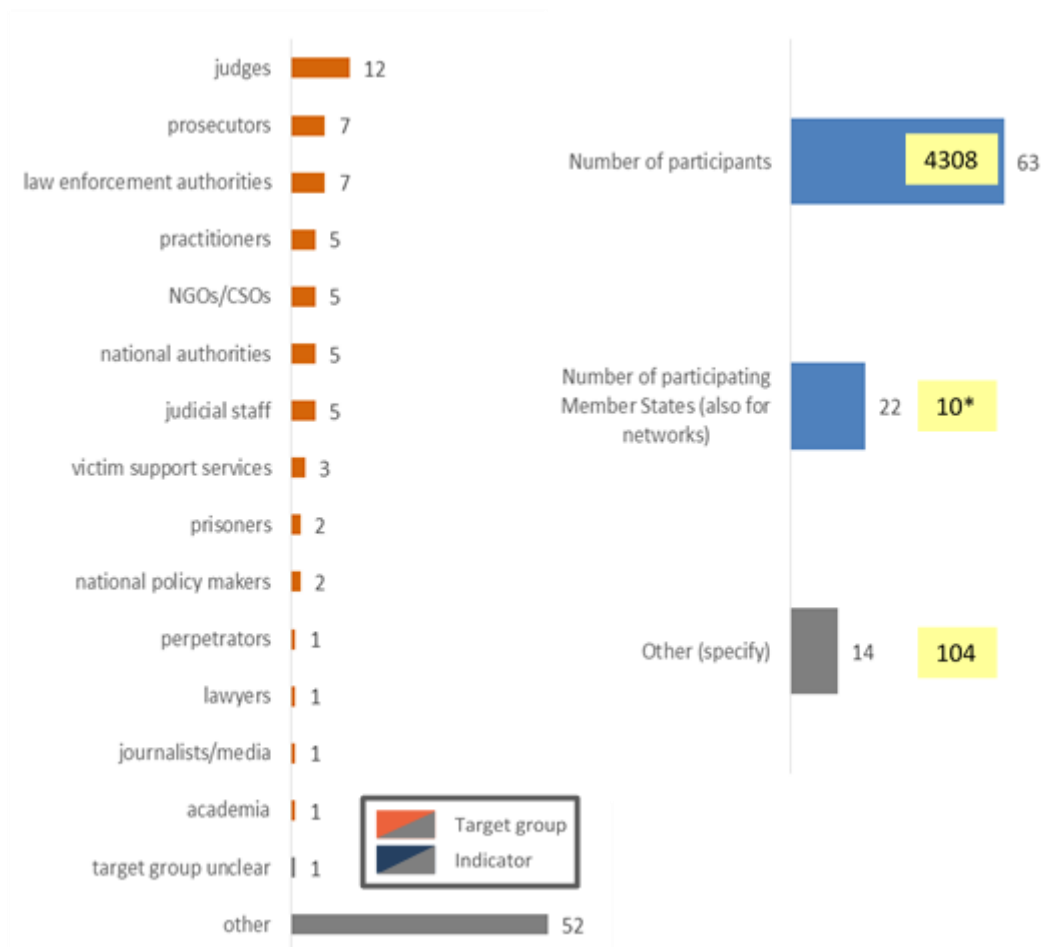 judges 12
prosecutors 7
law enforcement authorities 7
practitioners 5
NGOs/CSOs 5
national authorities 5
judicial staff 5
victim support services 3
prisoners 2
national policy makers 2
perpetrators 1
lawyers 1
journalists/media 1
academia 1
target group unclear 1
other 52
Target group
Indicator
Number of participants 4308 63
Number of participating
Member States (also for 22 10*
networks)
Other (specify) 14 104